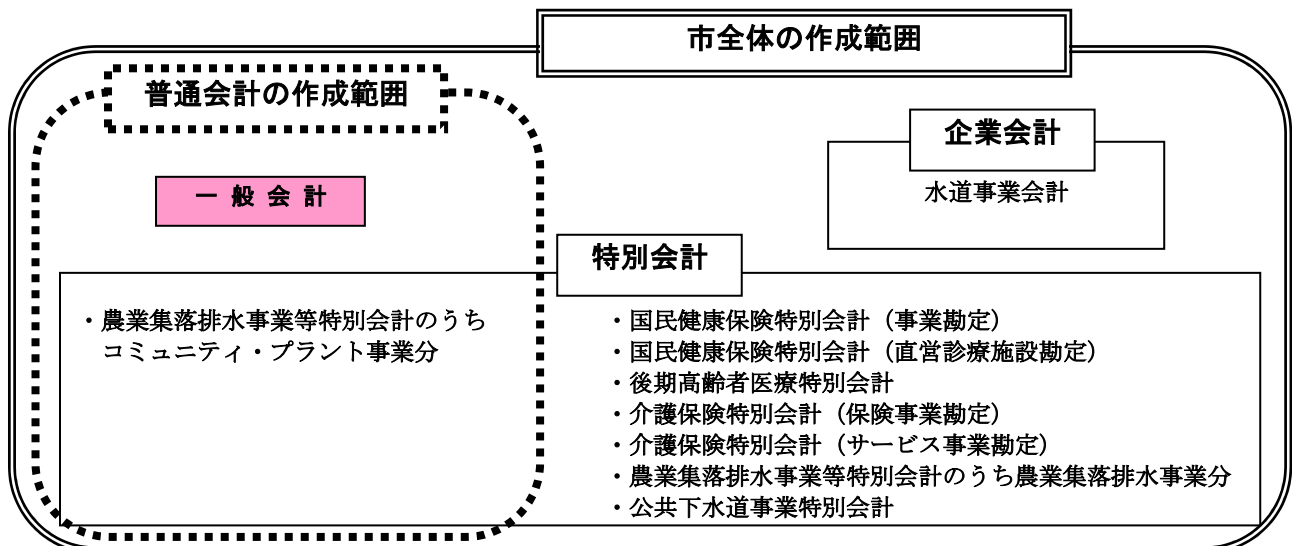 市全体の作成範囲
普通会計の作成範囲
企業会計
水道事業会計
一 般 会 計
特別会計
・農業集落排水事業等特別会計のうち
コミュニティ・プラント事業分
・国民健康保険特別会計（事業勘定）
・国民健康保険特別会計（直営診療施設勘定）
・後期高齢者医療特別会計
・介護保険特別会計（保険事業勘定）
・介護保険特別会計（サービス事業勘定）
・農業集落排水事業等特別会計のうち農業集落排水事業分
・公共下水道事業特別会計